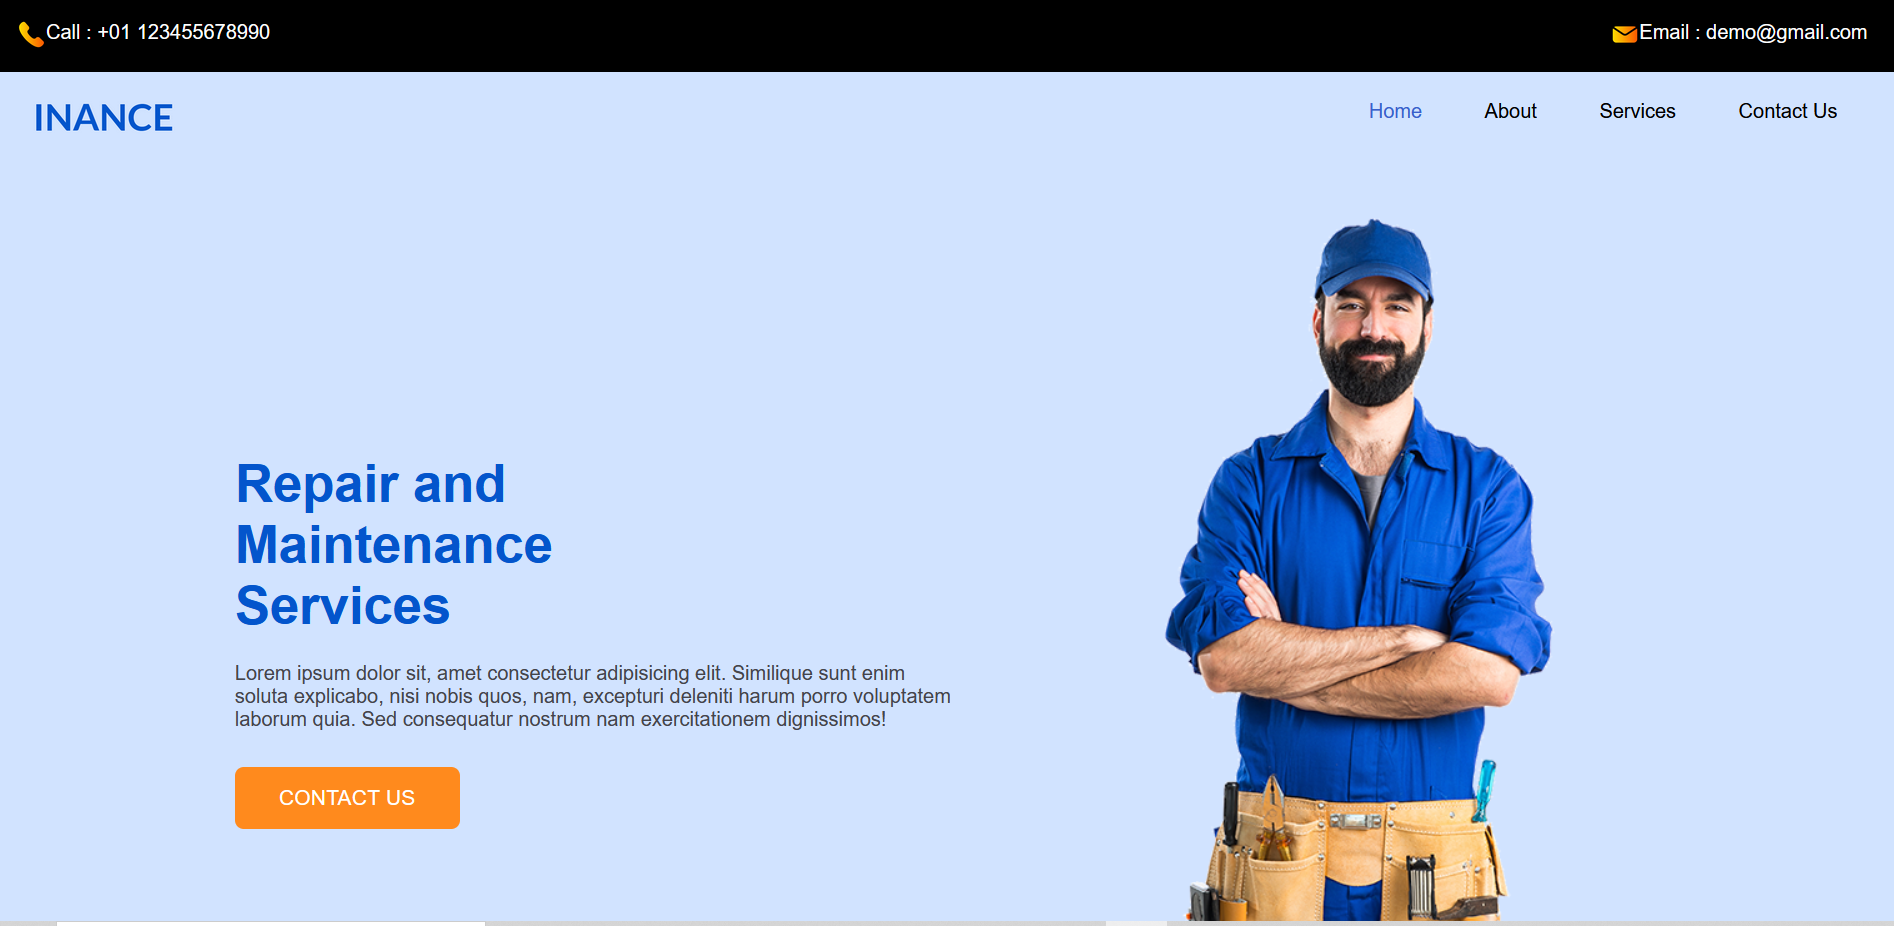 Call : +01 123455678990
Email : demo@gmail.com
INANCE
Home
About
Services
Contact Us
Repair and
Maintenance
Services
Lorem ipsum dolor sit, amet consectetur adipisicing elit. Similique sunt enim
soluta explicabo, nisi nobis quos, nam, excepturi deleniti harum porro voluptatem
laborum quia. Sed consequatur nostrum nam exercitationem dignissimos!
CONTACT US